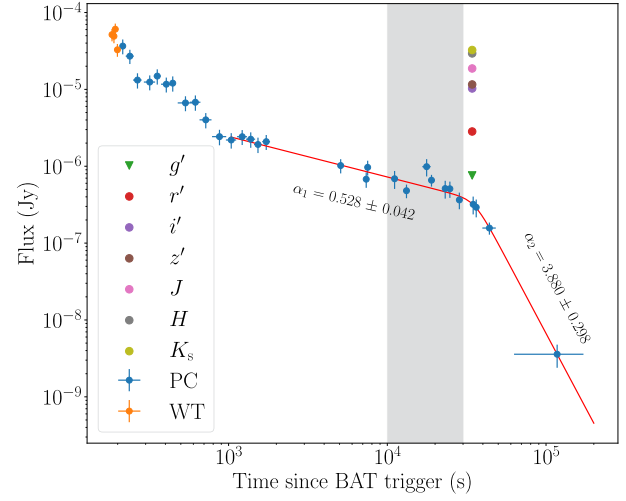 10⁻⁴
10⁻⁵
10⁻⁶
10⁻⁷
10⁻⁸
10⁻⁹
Flux (Jy)
α₁ = 0.528 ± 0.042
α₂ = 3.880 ± 0.298
g′
r′
i′
z′
J
H
Kₛ
PC
WT
10³
10⁴
10⁵
Time since BAT trigger (s)